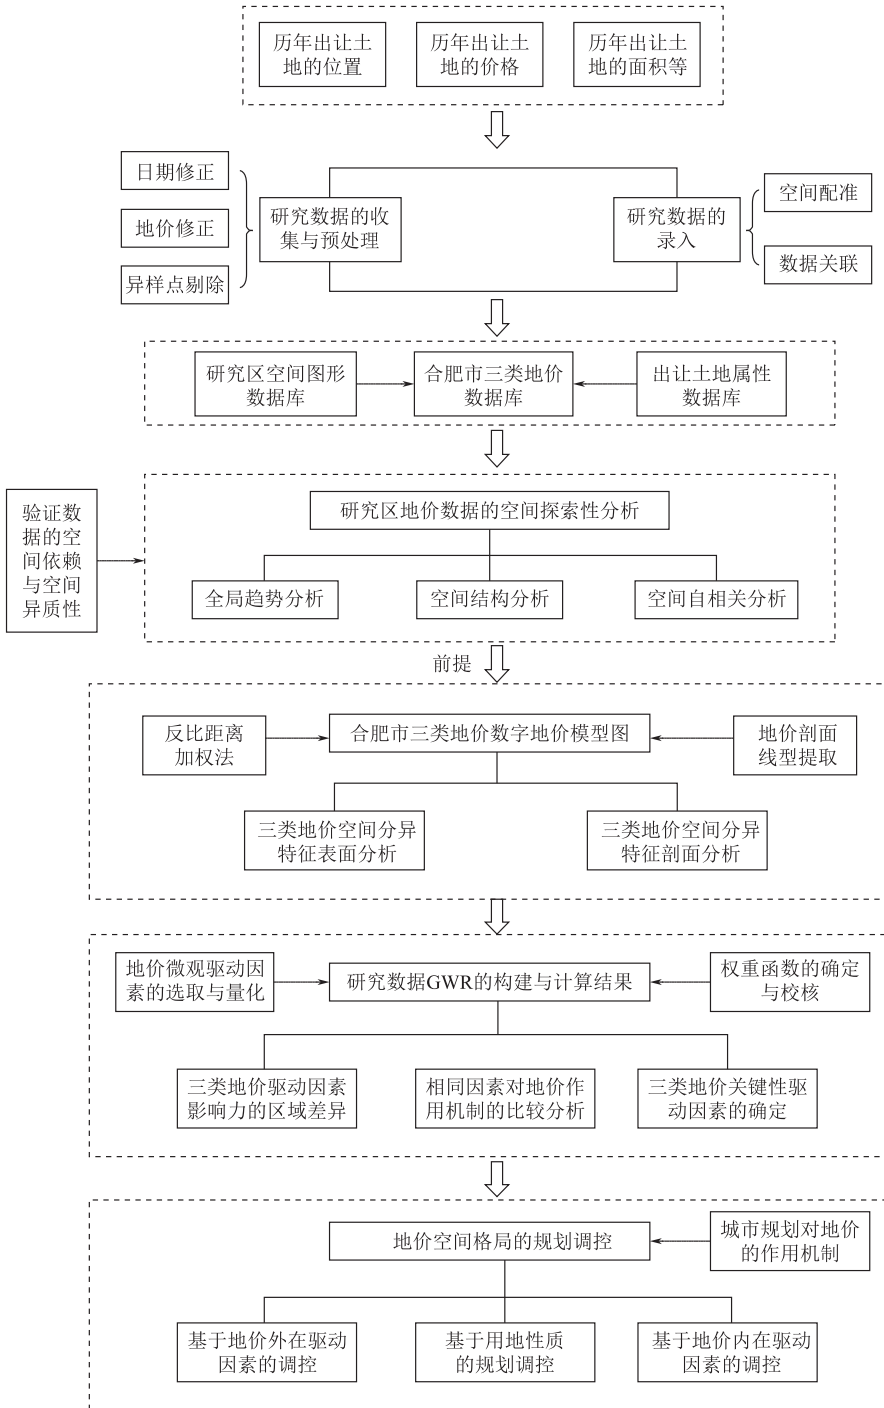 历年出让土
地的位置
历年出让土
地的价格
历年出让土
地的面积等
日期修正
地价修正
异样点剔除
研究数据的收
集与预处理
研究数据的
录入
空间配准
数据关联
研究区空间图形
数据库
合肥市三类地价
数据库
出让土地属性
数据库
验证数
据的空
间依赖
与空间
异质性
研究区地价数据的空间探索性分析
全局趋势分析
空间结构分析
空间自相关分析
前提
反比距离
加权法
合肥市三类地价数字地价模型图
地价剖面
线型提取
三类地价空间分异
特征表面分析
三类地价空间分异
特征剖面分析
地价微观驱动因
素的选取与量化
研究数据GWR的构建与计算结果
权重函数的确定
与校核
三类地价驱动因素
影响力的区域差异
相同因素对地价作
用机制的比较分析
三类地价关键性驱
动因素的确定
地价空间格局的规划调控
城市规划对地价
的作用机制
基于地价外在驱动
因素的调控
基于用地性质
的规划调控
基于地价内在驱动
因素的调控